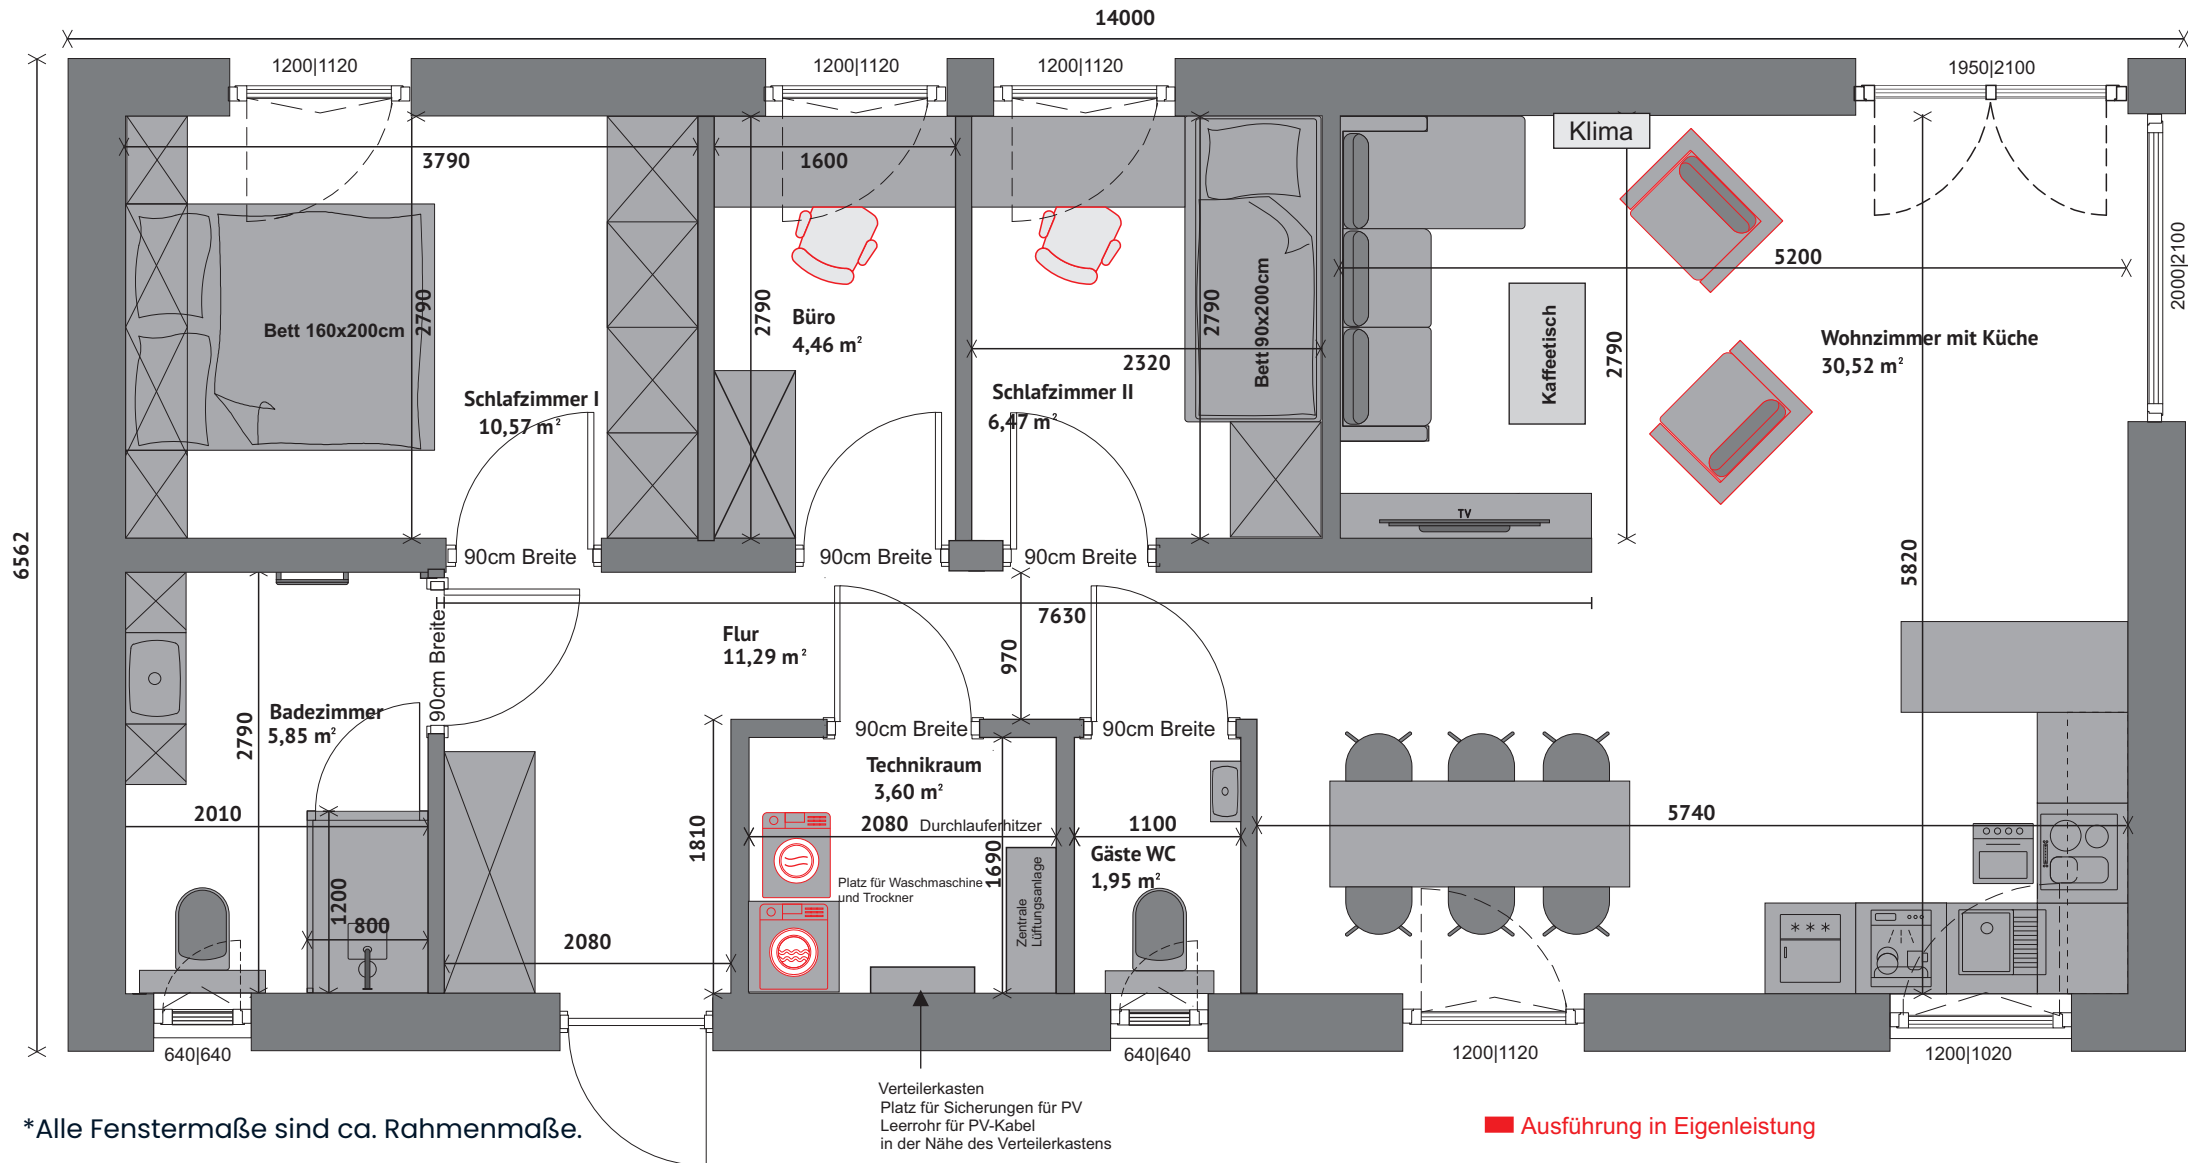 14000
1200|1120
1200|1120
1200|1120
1950|2100
Klima
3790
1600
5200
2000|2100
2790
2790
2790
2790
Bett 160x200cm
Büro
4,46 m²
Bett 90x200cm
Kaffeetisch
Wohnzimmer mit Küche
30,52 m²
2320
Schlafzimmer I
10,57 m²
Schlafzimmer II
6,47 m²
TV
6562
90cm Breite
90cm Breite
90cm Breite
5820
7630
90cm Breite
Flur
11,29 m²
970
Badezimmer
5,85 m²
2790
90cm Breite
90cm Breite
Technikraum
3,60 m²
2010
1810
2080 Durchlauferhitzer
1100
5740
1690
Gäste WC
1,95 m²
Platz für Waschmaschine
und Trockner
Zentrale
Lüftungsanlage
1200
800
2080
***
640|640
640|640
1200|1120
1200|1020
Verteilerkasten
Platz für Sicherungen für PV
Leerrohr für PV-Kabel
in der Nähe des Verteilerkastens
*Alle Fenstermaße sind ca. Rahmenmaße.
Ausführung in Eigenleistung